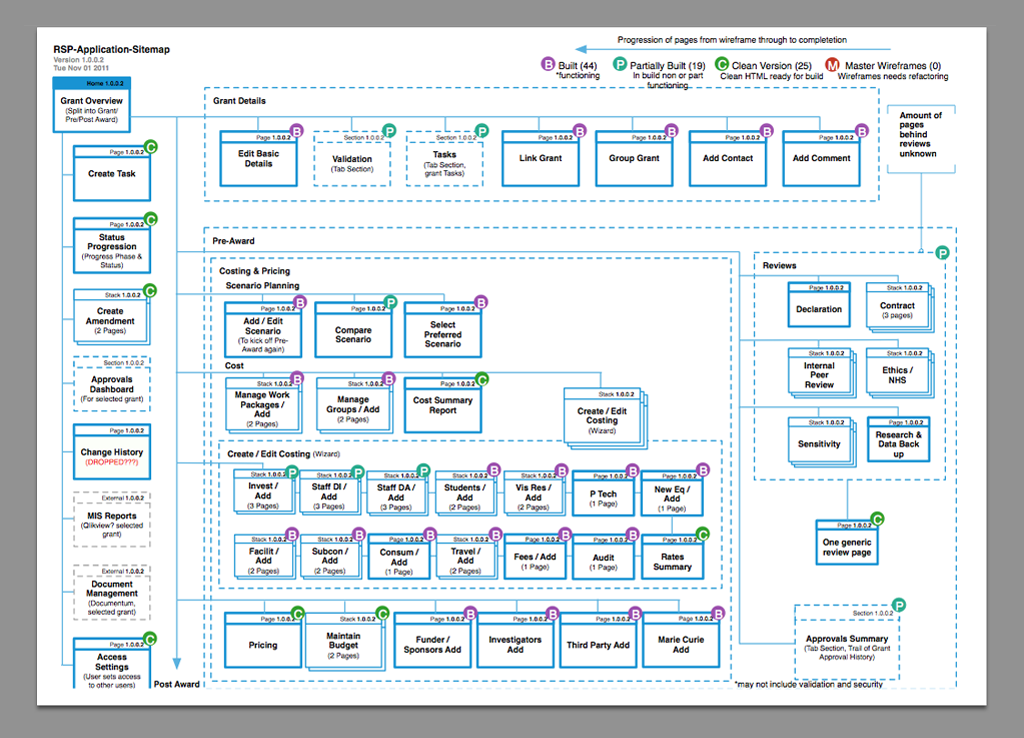 RSP-Application-Sitemap
Version 1.0.0.2
Tue Nov 01 2011
Progression of pages from wireframe through to completetion
B Built (44)
*functioning
P Partially Built (19)
In build non or part
functioning
C Clean Version (25)
Clean HTML ready for build
M Master Wireframes (0)
Wireframes needs refactoring
Home 1.0.0.2
Grant Overview
(Split into Grant/
Pre/Post Award)
C
Page 1.0.0.2
Create Task
C
Page 1.0.0.2
Status
Progression
(Progress Phase &
Status)
C
Stack 1.0.0.2
Create
Amendment
(2 Pages)
Section 1.0.0.2
Approvals
Dashboard
(For selected grant)
Page 1.0.0.2
Change History
(DROPPED???)
External 1.0.0.2
MIS Reports
(Qlikview? selected
grant)
External 1.0.0.2
Document
Management
(Documentum,
selected grant)
C
Page 1.0.0.2
Access
Settings
(User sets access
to other users)
Post Award
Grant Details
B
Page 1.0.0.2
Edit Basic
Details
P
Section 1.0.0.2
Validation
(Tab Section)
P
Section 1.0.0.2
Tasks
(Tab Section,
grant Tasks)
B
Page 1.0.0.2
Link Grant
B
Page 1.0.0.2
Group Grant
B
Page 1.0.0.2
Add Contact
B
Page 1.0.0.2
Add Comment
Amount of
pages
behind
reviews
unknown
Pre-Award
Costing & Pricing
Scenario Planning
B
Page 1.0.0.2
Add / Edit
Scenario
(To kick off Pre-
Award again)
P
Page 1.0.0.2
Compare
Scenario
B
Page 1.0.0.2
Select
Preferred
Scenario
Cost
B
Stack 1.0.0.2
Manage Work
Packages /
Add
(2 Pages)
B
Stack 1.0.0.2
Manage
Groups / Add
(2 Pages)
C
Page 1.0.0.2
Cost Summary
Report
Stack 1.0.0.2
Create / Edit
Costing
(Wizard)
Create / Edit Costing (Wizard)
P
Stack 1.0.0.2
Invest /
Add
(3 Pages)
P
Stack 1.0.0.2
Staff DI /
Add
(3 Pages)
P
Stack 1.0.0.2
Staff DA /
Add
(3 Pages)
B
Stack 1.0.0.2
Students /
Add
(2 Pages)
B
Stack 1.0.0.2
Vis Res /
Add
(2 Pages)
B
Page 1.0.0.2
P Tech
(1 Page)
B
Page 1.0.0.2
New Eq /
Add
(1 Page)
B
Stack 1.0.0.2
Facilit /
Add
(2 Pages)
B
Stack 1.0.0.2
Subcon /
Add
(2 Pages)
B
Page 1.0.0.2
Consum /
Add
(1 Page)
B
Stack 1.0.0.2
Travel /
Add
(2 Pages)
B
Page 1.0.0.2
Fees / Add
(1 Page)
B
Page 1.0.0.2
Audit
(1 Page)
C
Page 1.0.0.2
Rates
Summary
C
Page 1.0.0.2
Pricing
C
Stack 1.0.0.2
Maintain
Budget
(2 Pages)
B
Page 1.0.0.2
Funder /
Sponsors Add
B
Page 1.0.0.2
Investigators
Add
B
Page 1.0.0.2
Third Party Add
B
Page 1.0.0.2
Marie Curie
Add
P
Reviews
Page 1.0.0.2
Declaration
Stack 1.0.0.2
Contract
(3 pages)
Stack 1.0.0.2
Internal
Peer
Review
Stack 1.0.0.2
Ethics /
NHS
Stack 1.0.0.2
Sensitivity
Page 1.0.0.2
Research &
Data Back
up
C
Page 1.0.0.2
One generic
review page
P
Section 1.0.0.2
Approvals Summary
(Tab Section, Trail of Grant
Approval History)
*may not include validation and security